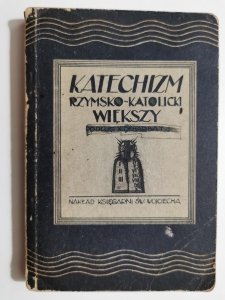 KATECHIZM
RZYMSKO-KATOLICKI
WIĘKSZY
NAKŁAD KSIĘGARNI ŚW. WOJCIECHA